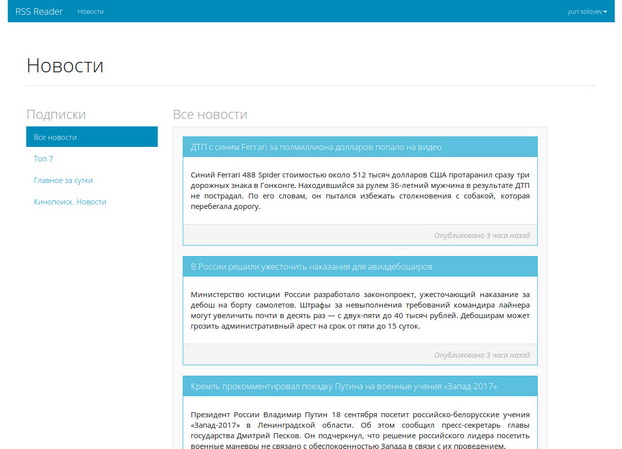 RSS Reader
Новости
yuri solovev
Новости
Подписки
Все новости
Топ 7
Главное за сутки
Кинопоиск. Новости
Все новости
ДТП с синим Ferrari за полмиллиона долларов попало на видео
Синий Ferrari 488 Spider стоимостью около 512 тысяч долларов США протаранил сразу три
дорожных знака в Гонконге. Находившийся за рулем 36-летний мужчина в результате ДТП
не пострадал. По его словам, он пытался избежать столкновения с собакой, которая
перебегала дорогу.
Опубликовано 3 часа назад
В России решили ужесточить наказания для авиадебоширов
Министерство юстиции России разработало законопроект, ужесточающий наказание за
дебош на борту самолетов. Штрафы за невыполнения требований командира лайнера
могут увеличить почти в десять раз — с двух-пяти до 40 тысяч рублей. Дебоширам может
грозить административный арест на срок от пяти до 15 суток.
Опубликовано 3 часа назад
Кремль прокомментировал поездку Путина на военные учения «Запад-2017»
Президент России Владимир Путин 18 сентября посетит российско-белорусские учения
«Запад-2017» в Ленинградской области. Об этом сообщил пресс-секретарь главы
государства Дмитрий Песков. Он подчеркнул, что решение российского лидера посетить
военные маневры не связано с обеспокоенностью Запада в связи с их проведением.